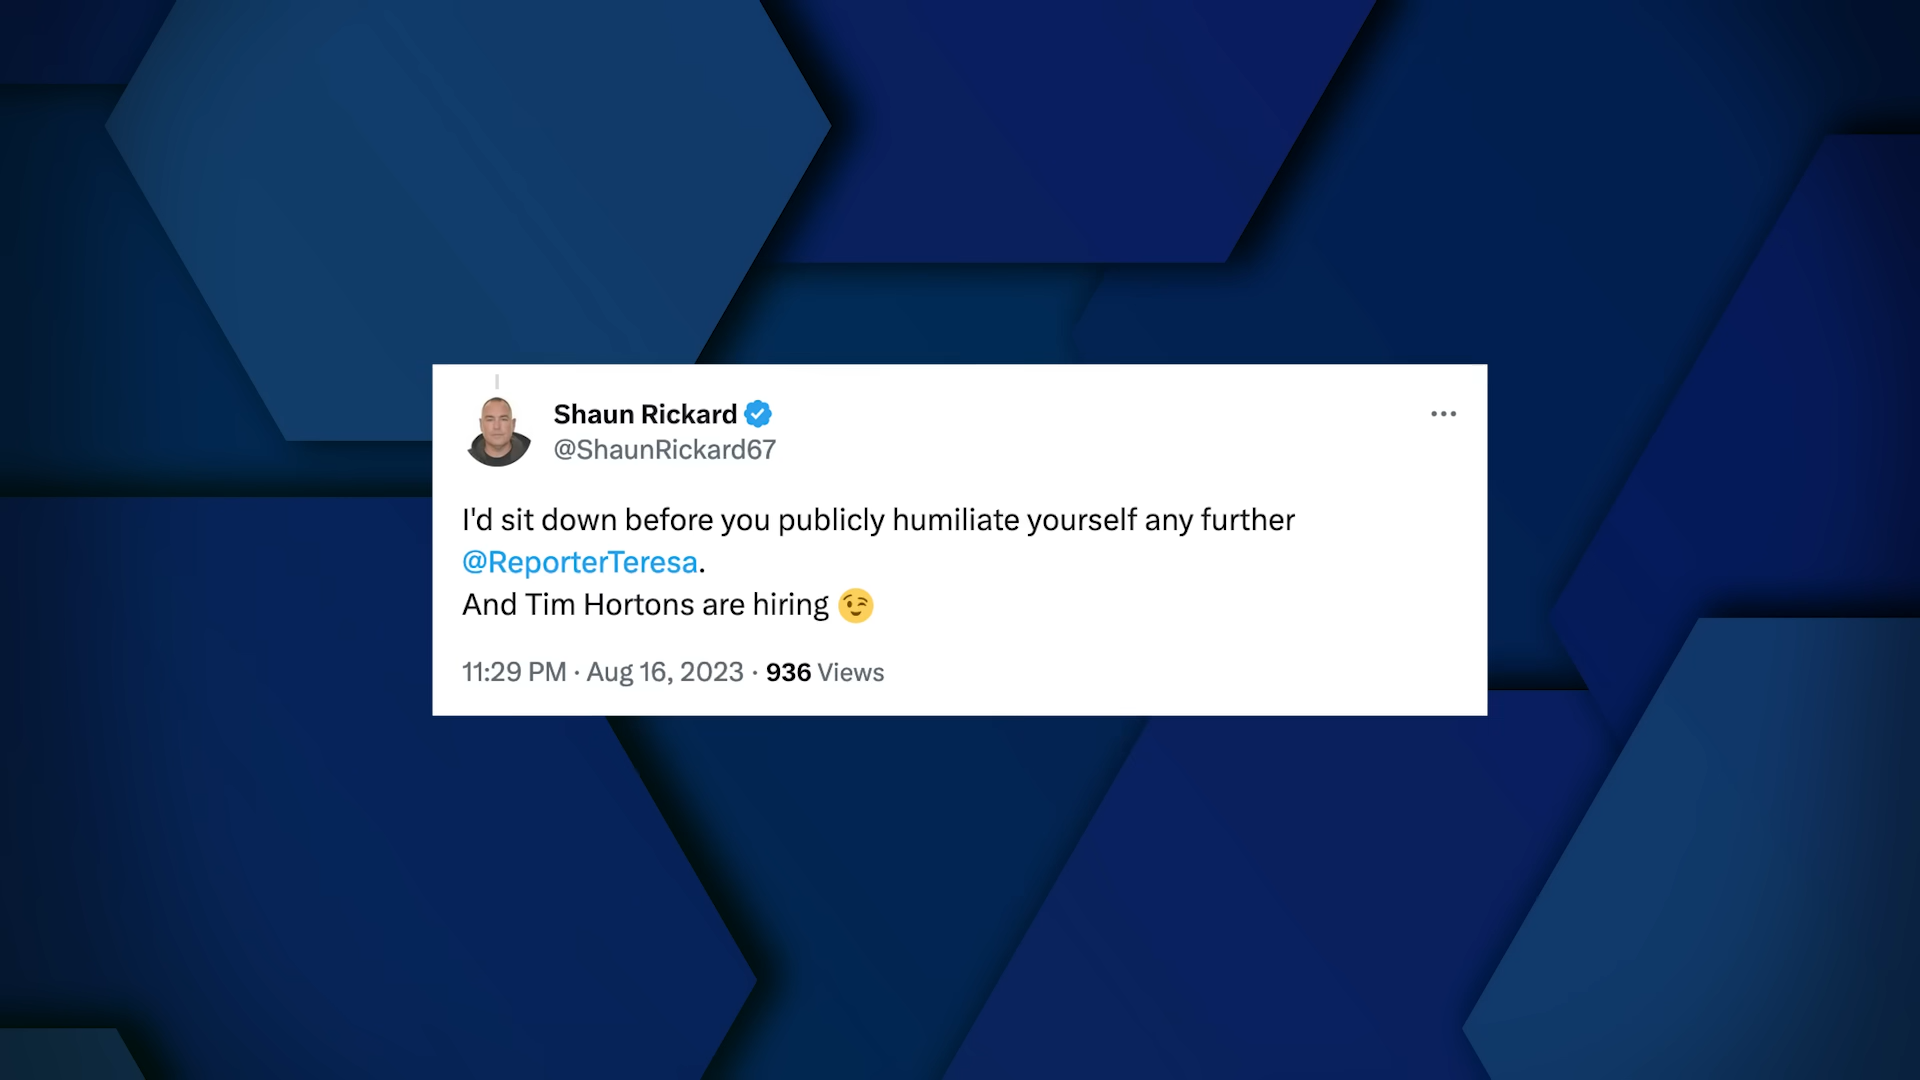 Shaun Rickard
@ShaunRickard67
I'd sit down before you publicly humiliate yourself any further
@ReporterTeresa.
And Tim Hortons are hiring 😉
11:29 PM · Aug 16, 2023 · 936 Views